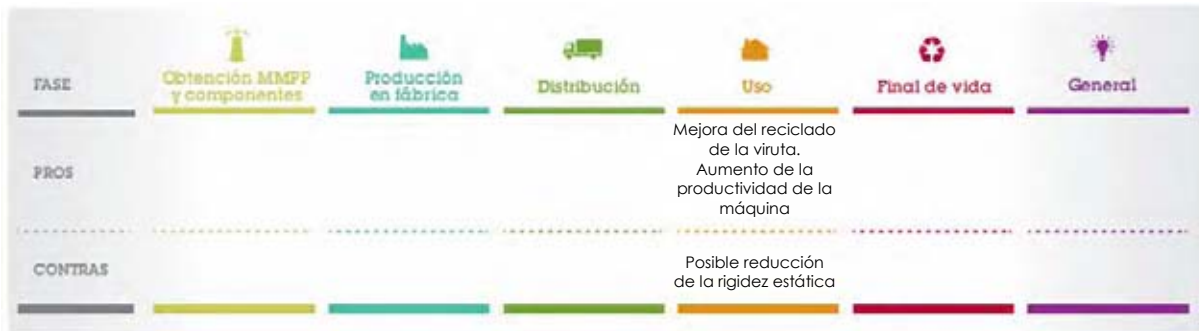 FASE
Obtención MMPP
y componentes
Producción
en fábrica
Distribución
Uso
Final de vida
General
PROS
Mejora del reciclado
de la viruta.
Aumento de la
productividad de la
máquina
CONTRAS
Posible reducción
de la rigidez estática